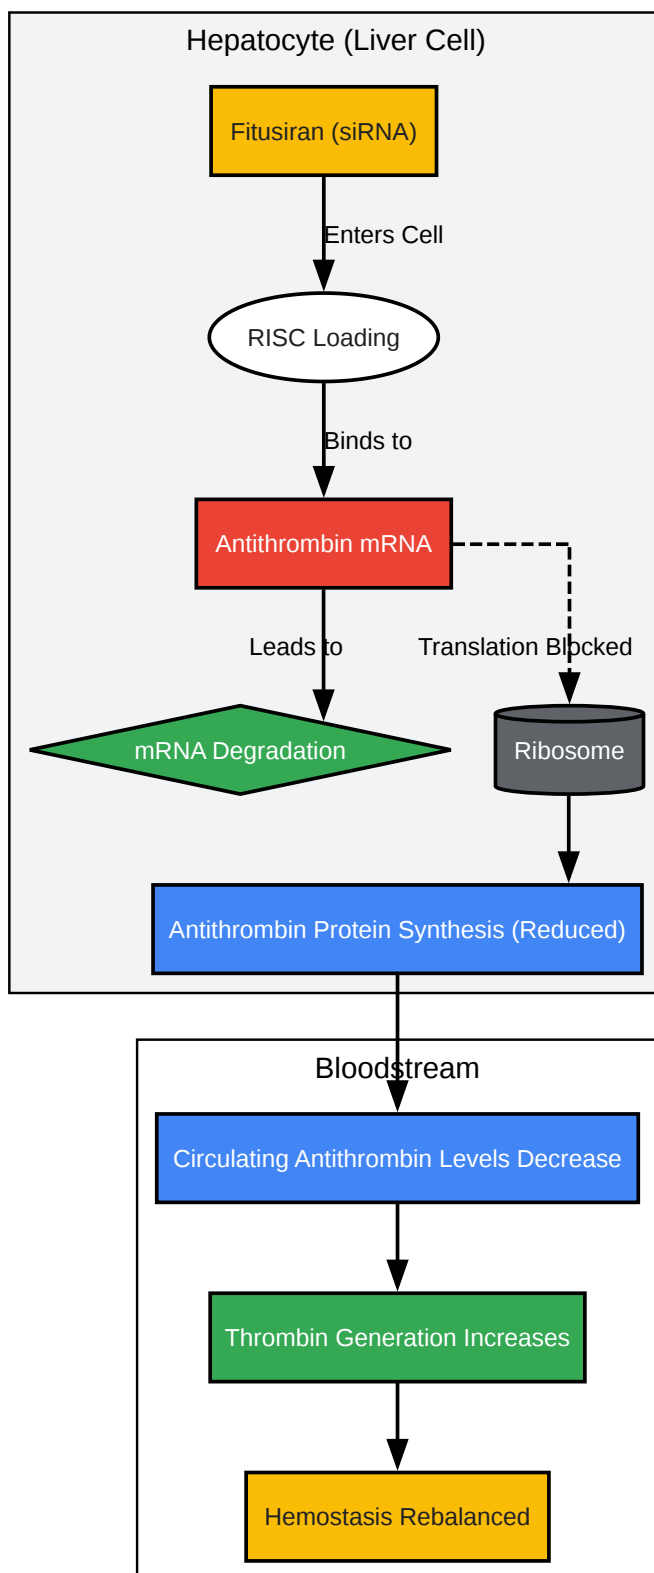 Hepatocyte (Liver Cell)
Fitusiran (siRNA)
Enters Cell
RISC Loading
Binds to
Antithrombin mRNA
Leads to
Translation Blocked
mRNA Degradation
Ribosome
Antithrombin Protein Synthesis (Reduced)
Bloodstream
Circulating Antithrombin Levels Decrease
Thrombin Generation Increases
Hemostasis Rebalanced